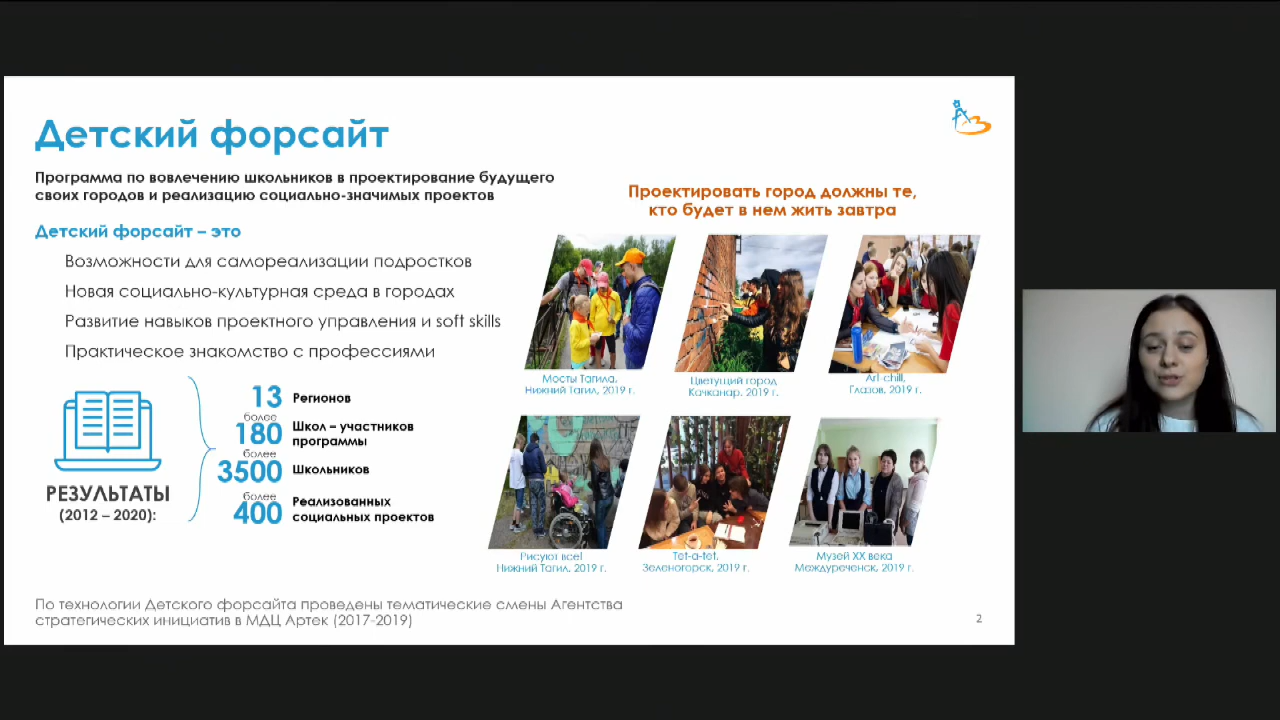 Детский форсайт
Программа по вовлечению школьников в проектирование будущего
своих городов и реализацию социально-значимых проектов
Детский форсайт – это
Возможности для самореализации подростков
Новая социально-культурная среда в городах
Развитие навыков проектного управления и soft skills
Практическое знакомство с профессиями
РЕЗУЛЬТАТЫ
(2012 – 2020):
13 Регионов
более
180 Школ – участников
программы
более
3500 Школьников
более
400 Реализованных
социальных проектов
Проектировать город должны те,
кто будет в нем жить завтра
Мосты Тагила,
Нижний Тагил, 2019 г.
Цветущий город
Качканар, 2019 г.
Art-chill,
Глазов, 2019 г.
Рисуют все!
Нижний Тагил, 2019 г.
Tet-a-tet,
Зеленогорск, 2019 г.
Музей XX века
Междуреченск, 2019 г.
По технологии Детского форсайта проведены тематические смены Агентства
стратегических инициатив в МДЦ Артек (2017-2019)
2